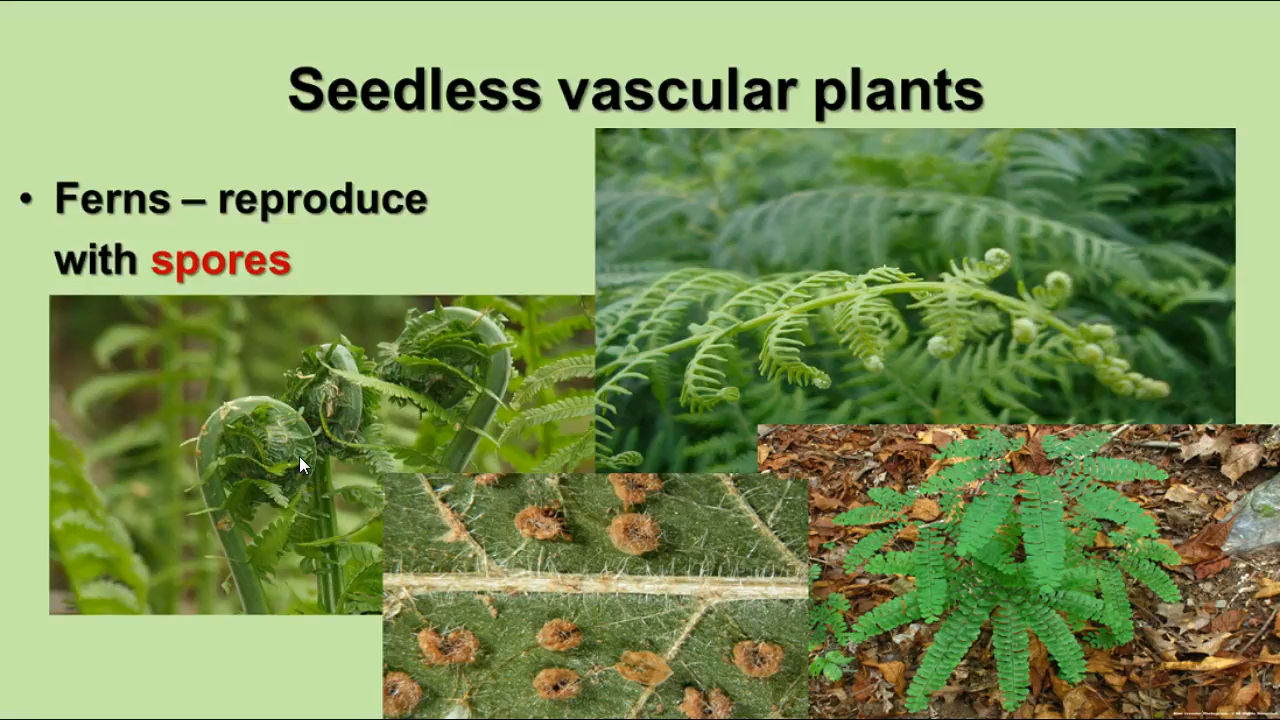 Seedless vascular plants
• Ferns – reproduce
with spores